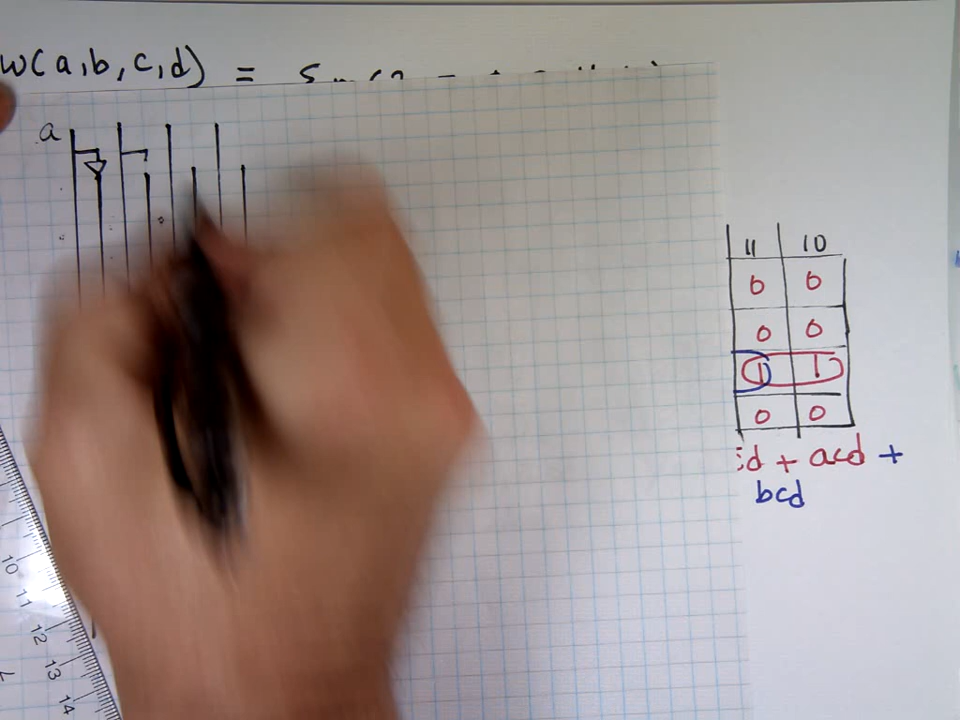 w(a,b,c,d) =
a
11 10
0 0
0 0
1 1
0 0
d + acd +
bcd
10
11
12
13
14